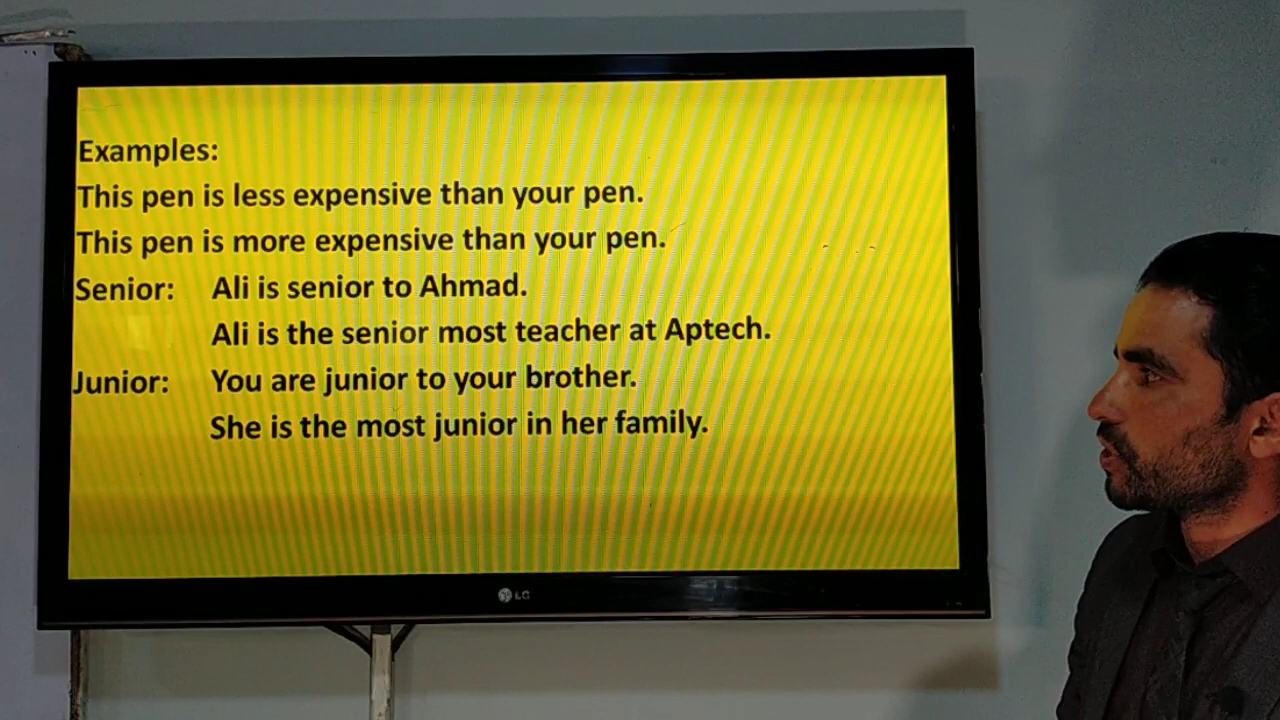 Examples:
This pen is less expensive than your pen.
This pen is more expensive than your pen.
Senior: Ali is senior to Ahmad.
Ali is the senior most teacher at Aptech.
Junior: You are junior to your brother.
She is the most junior in her family.
LG